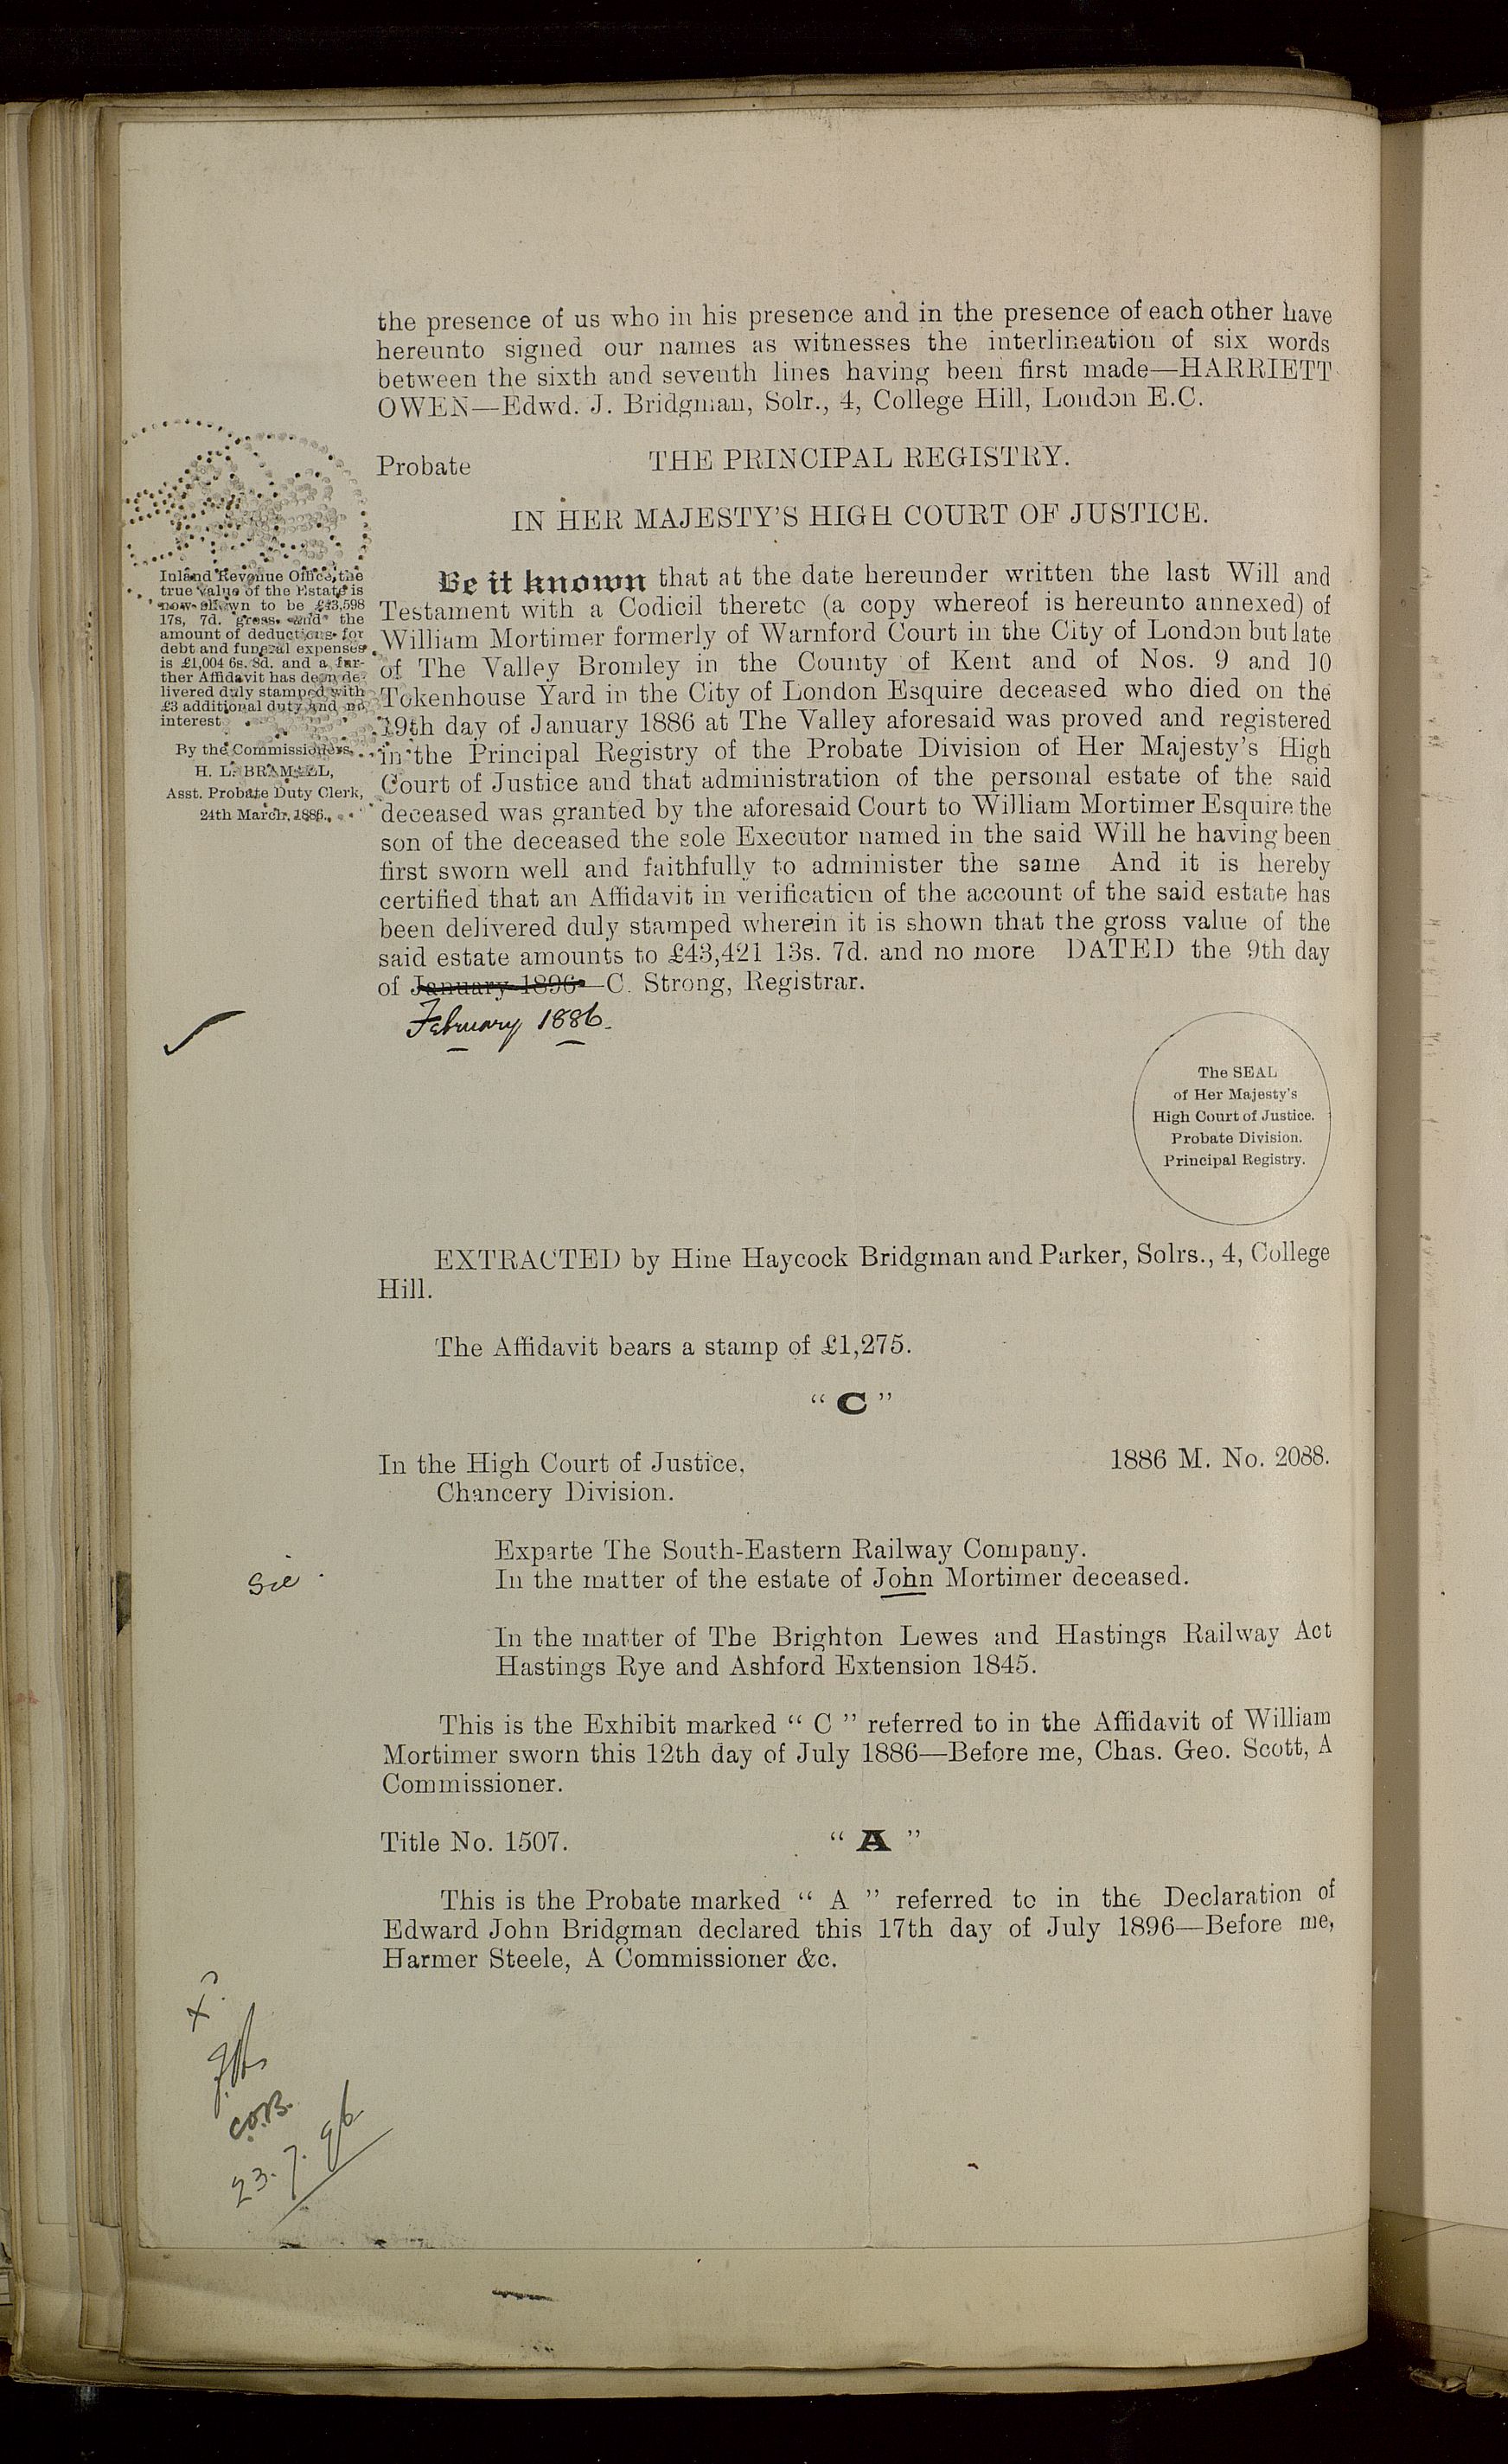 the presence of us who in his presence and in the presence of each other have
hereunto signed our names as witnesses the interlineation of six words
between the sixth and seventh lines having been first made—HARRIETT
OWEN—Edwd. J. Bridgman, Solr., 4, College Hill, London E.C.
Probate THE PRINCIPAL REGISTRY.
IN HER MAJESTY'S HIGH COURT OF JUSTICE.
Inland Revenue Office, the
true value of the Estate is
now shown to be £43,598
17s, 7d. gross and the
amount of deductions for
debt and funeral expenses
is £1,004 6s. 8d. and a fur-
ther Affidavit has been de-
livered duly stamped with
£3 additional duty and no
interest
By the Commissioners,
H. L. BRAMALL,
Asst. Probate Duty Clerk,
24th March, 1886.
Be it known that at the date hereunder written the last Will and
Testament with a Codicil thereto (a copy whereof is hereunto annexed) of
William Mortimer formerly of Warnford Court in the City of London but late
of The Valley Bromley in the County of Kent and of Nos. 9 and 10
Tokenhouse Yard in the City of London Esquire deceased who died on the
19th day of January 1886 at The Valley aforesaid was proved and registered
in the Principal Registry of the Probate Division of Her Majesty's High
Court of Justice and that administration of the personal estate of the said
deceased was granted by the aforesaid Court to William Mortimer Esquire the
son of the deceased the sole Executor named in the said Will he having been
first sworn well and faithfully to administer the same And it is hereby
certified that an Affidavit in verification of the account of the said estate has
been delivered duly stamped wherein it is shown that the gross value of the
said estate amounts to £43,421 13s. 7d. and no more DATED the 9th day
of January 1896 C. Strong, Registrar.
February 1886.
The SEAL
of Her Majesty's
High Court of Justice.
Probate Division.
Principal Registry.
EXTRACTED by Hine Haycock Bridgman and Parker, Solrs., 4, College
Hill.
The Affidavit bears a stamp of £1,275.
" C "
In the High Court of Justice, 1886 M. No. 2088.
Chancery Division.
Exparte The South-Eastern Railway Company.
sic In the matter of the estate of John Mortimer deceased.
In the matter of The Brighton Lewes and Hastings Railway Act
Hastings Rye and Ashford Extension 1845.
This is the Exhibit marked " C " referred to in the Affidavit of William
Mortimer sworn this 12th day of July 1886—Before me, Chas. Geo. Scott, A
Commissioner.
Title No. 1507. " A "
This is the Probate marked " A " referred to in the Declaration of
Edward John Bridgman declared this 17th day of July 1896—Before me,
Harmer Steele, A Commissioner &c.
C.O.B.
23.7.96